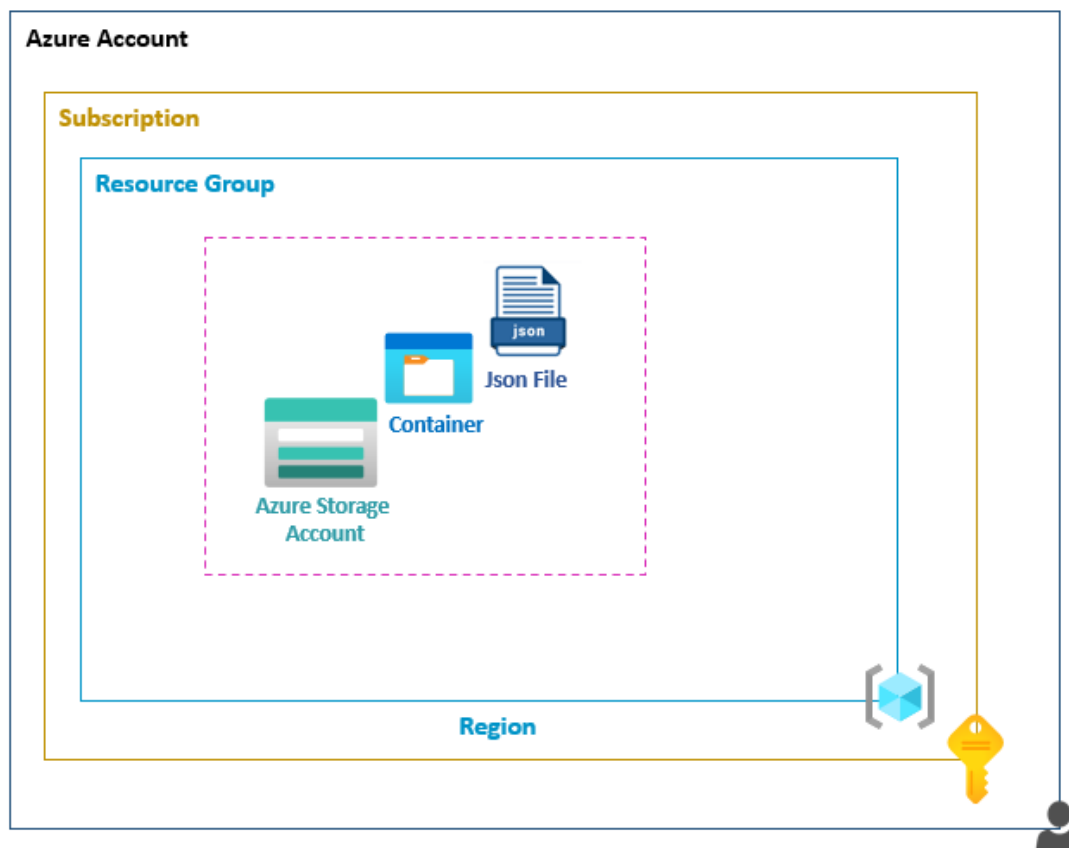 Azure Account
Subscription
Resource Group
json
Json File
Container
Azure Storage
Account
Region